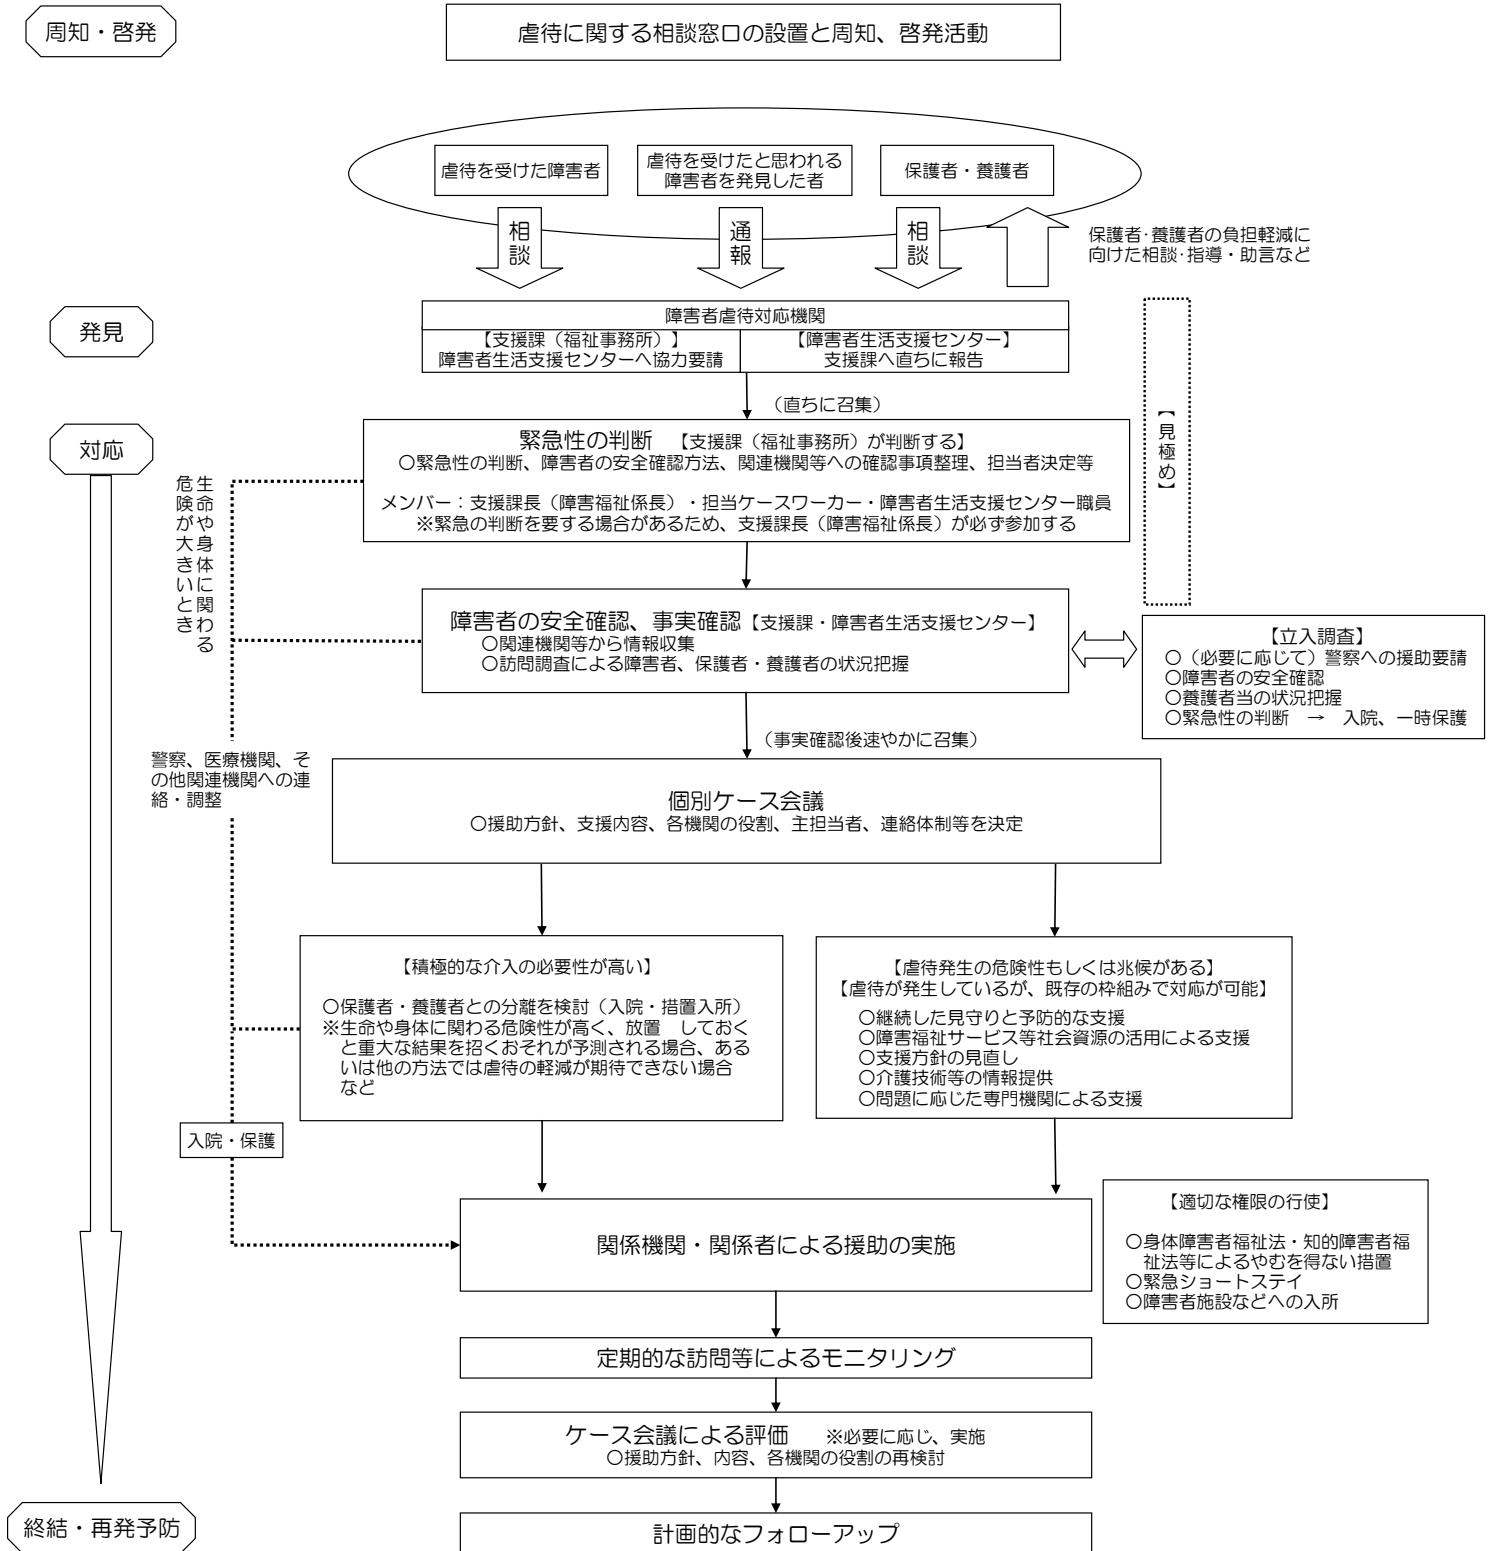 周知・啓発
虐待に関する相談窓口の設置と周知、啓発活動
虐待を受けた障害者
虐待を受けたと思われる
障害者を発見した者
保護者・養護者
相談
通報
相談
保護者・養護者の負担軽減に
向けた相談・指導・助言など
発見
障害者虐待対応機関
【支援課（福祉事務所）】
障害者生活支援センターへ協力要請
【障害者生活支援センター】
支援課へ直ちに報告
【見極め】
（直ちに召集）
対応
緊急性の判断　【支援課（福祉事務所）が判断する】
○緊急性の判断、障害者の安全確認方法、関連機関等への確認事項整理、担当者決定等
メンバー：支援課長（障害福祉係長）・担当ケースワーカー・障害者生活支援センター職員
※緊急の判断を要する場合があるため、支援課長（障害福祉係長）が必ず参加する
生命や身体に関わる
危険が大きいとき
障害者の安全確認、事実確認【支援課・障害者生活支援センター】
○関連機関等から情報収集
○訪問調査による障害者、保護者・養護者の状況把握
【立入調査】
○（必要に応じて）警察への援助要請
○障害者の安全確認
○養護者当の状況把握
○緊急性の判断　→　入院、一時保護
（事実確認後速やかに召集）
警察、医療機関、そ
の他関連機関への連
絡・調整
個別ケース会議
○援助方針、支援内容、各機関の役割、主担当者、連絡体制等を決定
【積極的な介入の必要性が高い】
○保護者・養護者との分離を検討（入院・措置入所）
※生命や身体に関わる危険性が高く、放置　しておく
と重大な結果を招くおそれが予測される場合、ある
いは他の方法では虐待の軽減が期待できない場合
など
【虐待発生の危険性もしくは兆候がある】
【虐待が発生しているが、既存の枠組みで対応が可能】
○継続した見守りと予防的な支援
○障害福祉サービス等社会資源の活用による支援
○支援方針の見直し
○介護技術等の情報提供
○問題に応じた専門機関による支援
入院・保護
関係機関・関係者による援助の実施
【適切な権限の行使】
○身体障害者福祉法・知的障害者福
祉法等によるやむを得ない措置
○緊急ショートステイ
○障害者施設などへの入所
定期的な訪問等によるモニタリング
ケース会議による評価　※必要に応じ、実施
○援助方針、内容、各機関の役割の再検討
終結・再発予防
計画的なフォローアップ